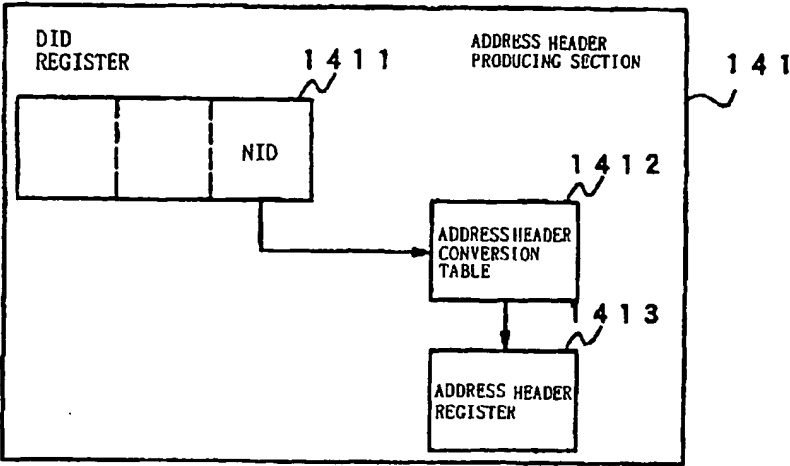 DID
REGISTER
1411
ADDRESS HEADER
PRODUCING SECTION
141
NID
1412
ADDRESS HEADER
CONVERSION
TABLE
1413
ADDRESS HEADER
REGISTER